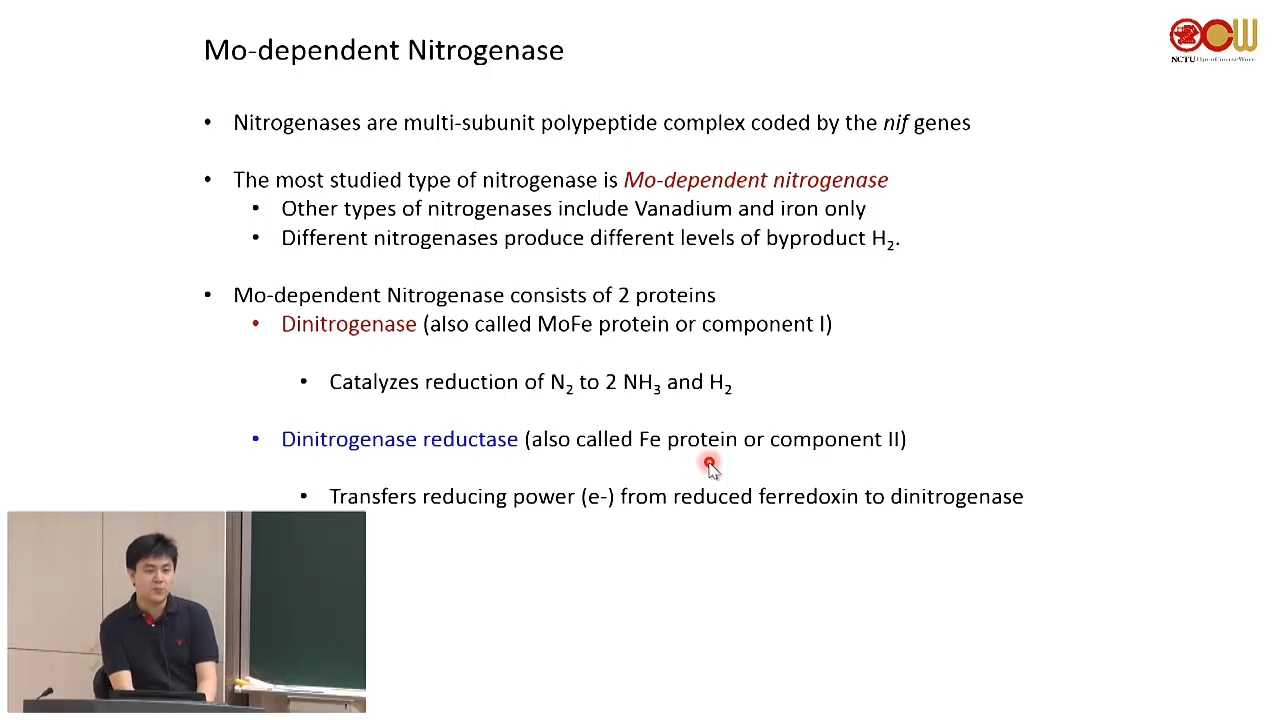 Mo-dependent Nitrogenase
OCW
NCTU OpenCourseWare
• Nitrogenases are multi-subunit polypeptide complex coded by the nif genes
• The most studied type of nitrogenase is Mo-dependent nitrogenase
• Other types of nitrogenases include Vanadium and iron only
• Different nitrogenases produce different levels of byproduct H₂.
• Mo-dependent Nitrogenase consists of 2 proteins
• Dinitrogenase (also called MoFe protein or component I)
• Catalyzes reduction of N₂ to 2 NH₃ and H₂
• Dinitrogenase reductase (also called Fe protein or component II)
• Transfers reducing power (e-) from reduced ferredoxin to dinitrogenase